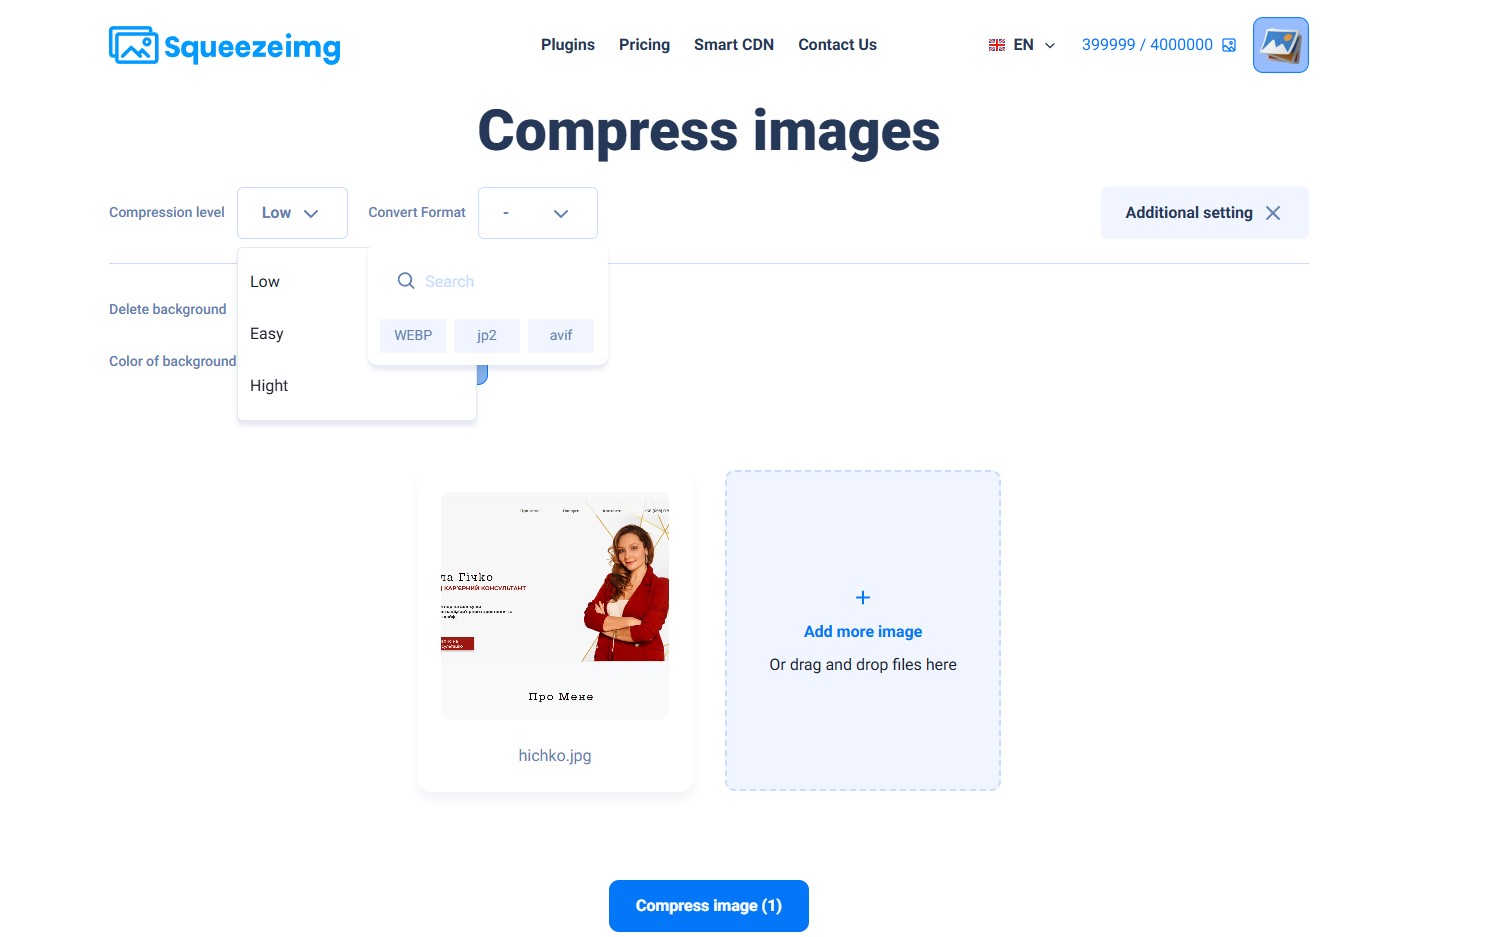 Squeezeimg
Plugins
Pricing
Smart CDN
Contact Us
EN
399999 / 4000000
Compress images
Compression level
Low
Convert Format
-
Additional setting
Low
Search
Delete background
Easy
WEBP
jp2
avif
Color of background
Hight
ла Гічко
КАР'ЄРНИЙ КОНСУЛЬТАНТ
Про Мене
hichko.jpg
+
Add more image
Or drag and drop files here
Compress image (1)